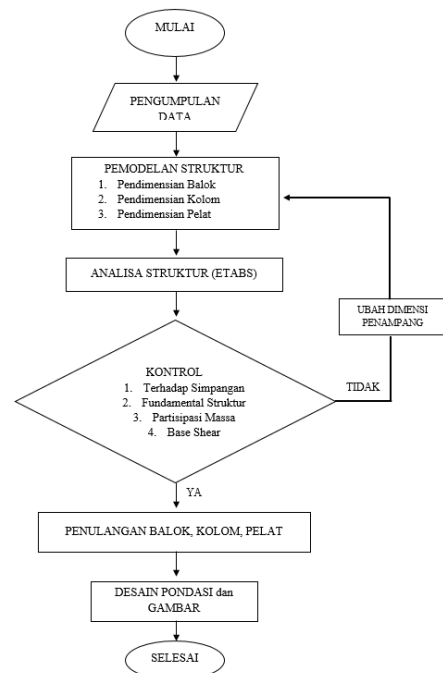 MULAI
PENGUMPULAN
DATA
PEMODELAN STRUKTUR
1. Pendimensian Balok
2. Pendimensian Kolom
3. Pendimensian Pelat
ANALISA STRUKTUR (ETABS)
UBAH DIMENSI
PENAMPANG
KONTROL
1. Terhadap Simpangan
2. Fundamental Struktur
3. Partisipasi Massa
4. Base Shear
TIDAK
YA
PENULANGAN BALOK, KOLOM, PELAT
DESAIN PONDASI dan
GAMBAR
SELESAI